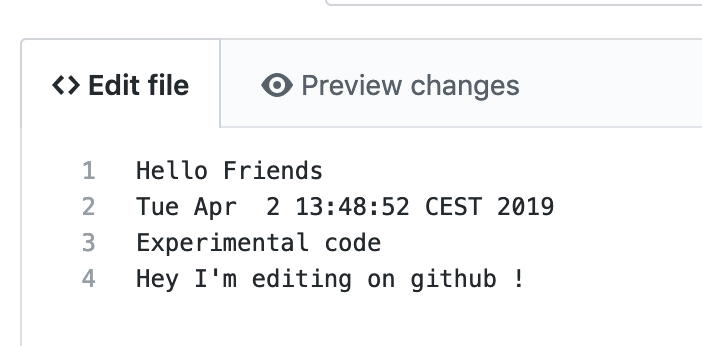 <> Edit file
Preview changes
1 Hello Friends
2 Tue Apr  2 13:48:52 CEST 2019
3 Experimental code
4 Hey I'm editing on github !